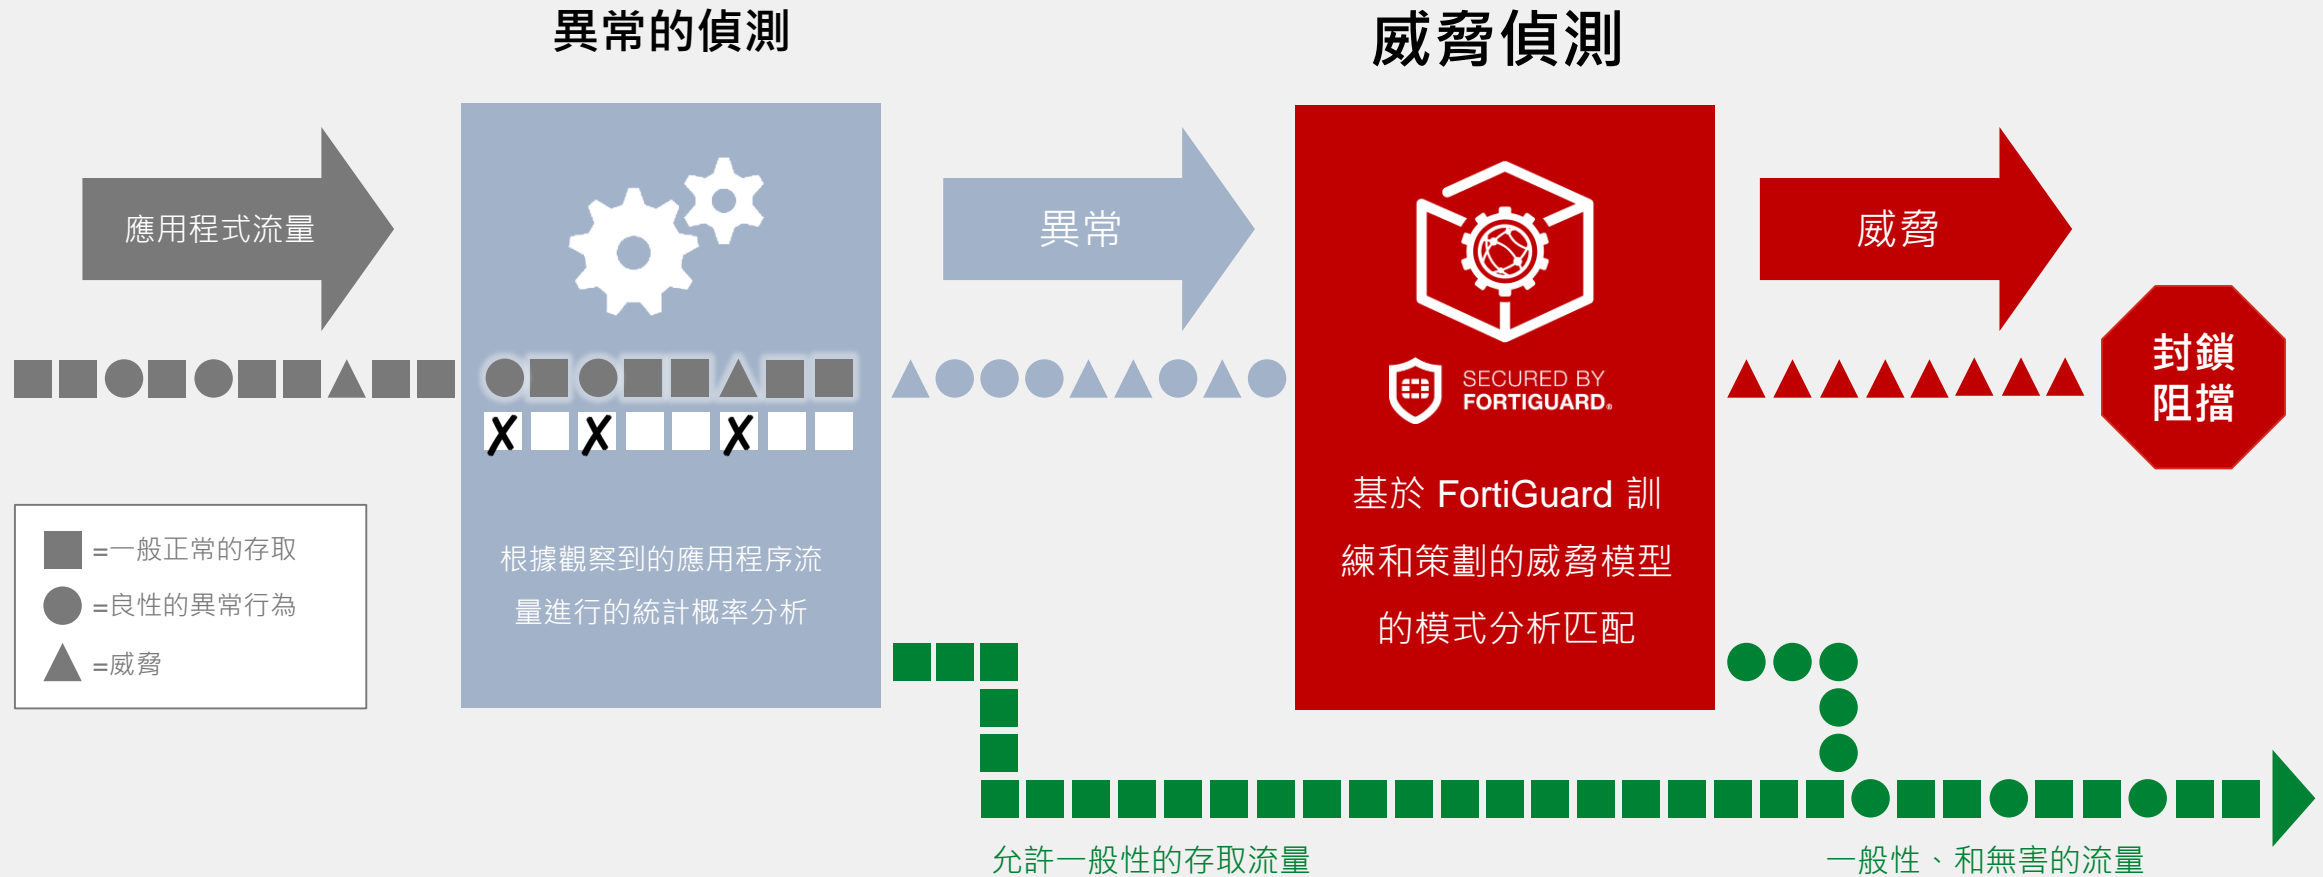 異常的偵測
威脅偵測
應用程式流量
異常
威脅
封鎖
阻擋
SECURED BY
FORTIGUARD®
基於 FortiGuard 訓
練和策劃的威脅模型
的模式分析匹配
根據觀察到的應用程序流
量進行的統計概率分析
=一般正常的存取
=良性的異常行為
=威脅
允許一般性的存取流量
一般性、和無害的流量